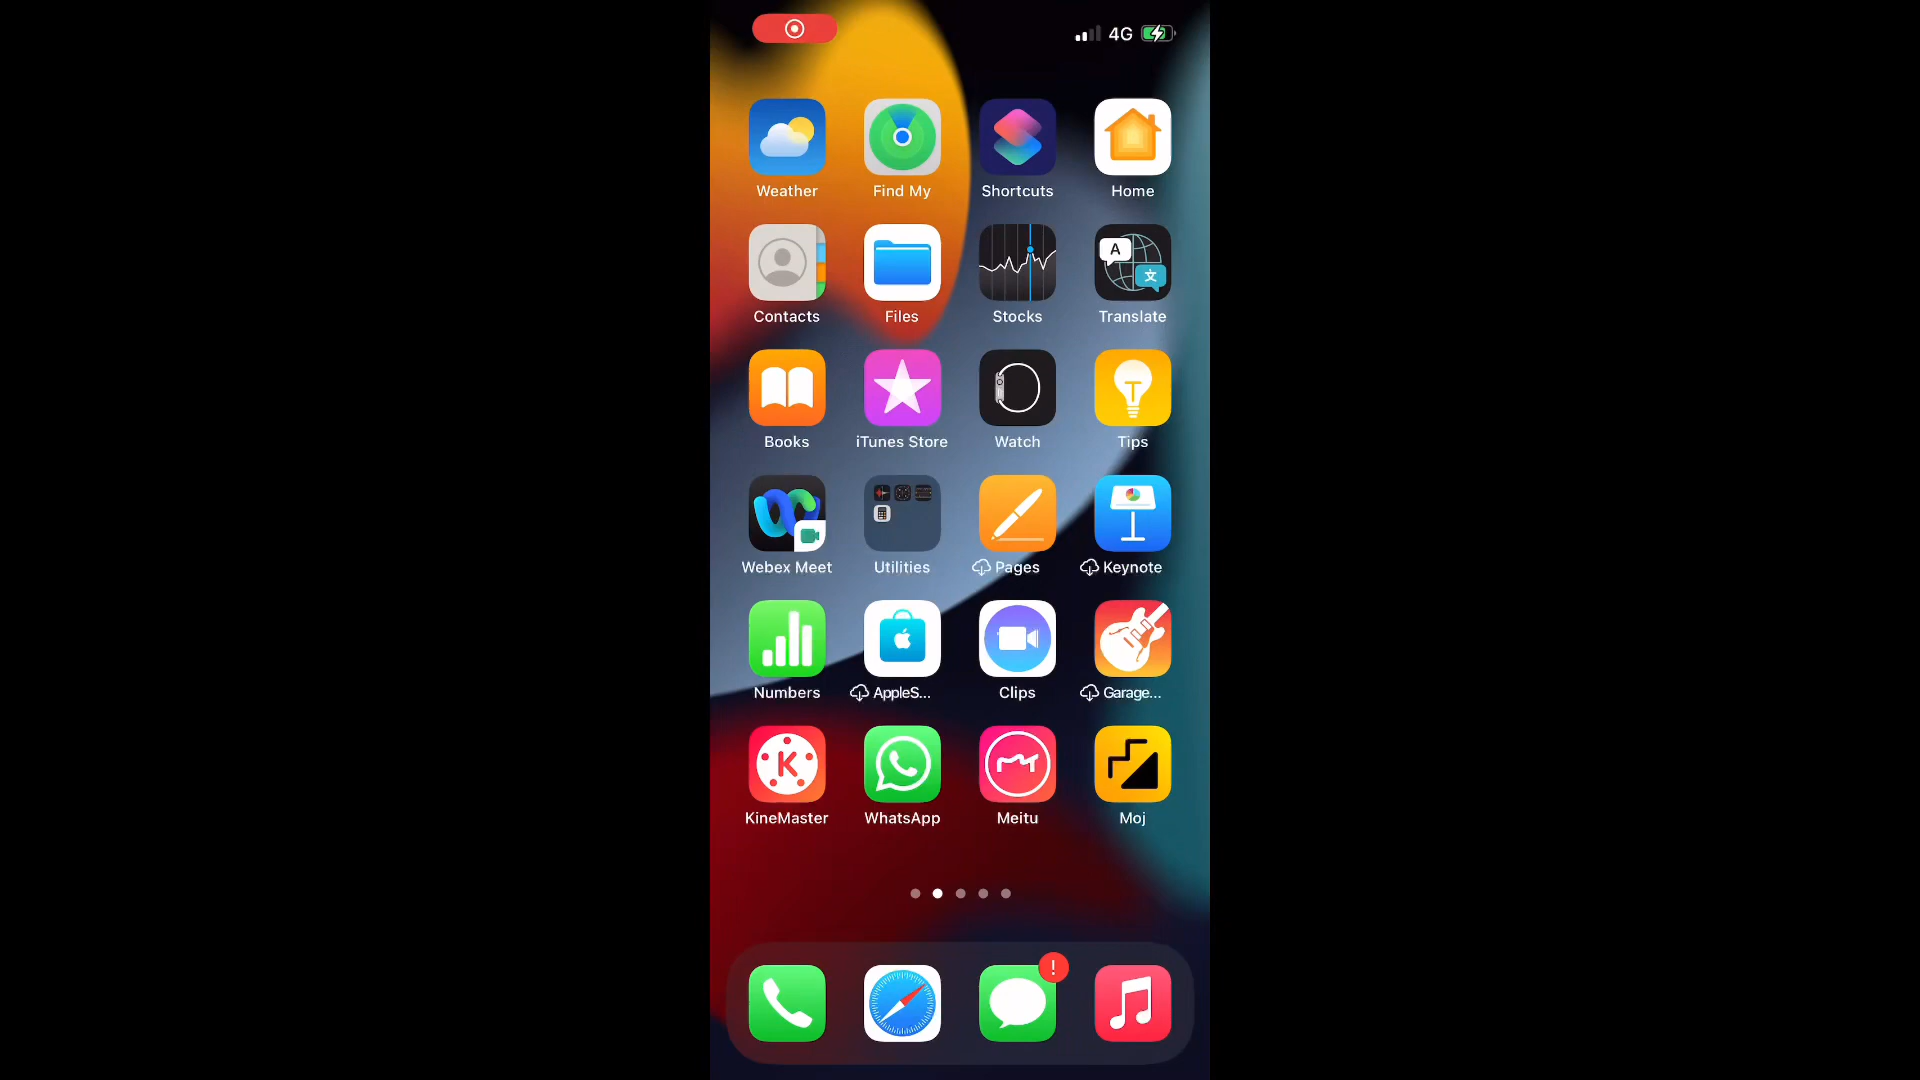 4G
Weather Find My Shortcuts Home
A 文
Contacts Files Stocks Translate
T
Books iTunes Store Watch Tips
Webex Meet Utilities Pages Keynote
Numbers AppleS... Clips Garage...
K
KineMaster WhatsApp Meitu Moj
!